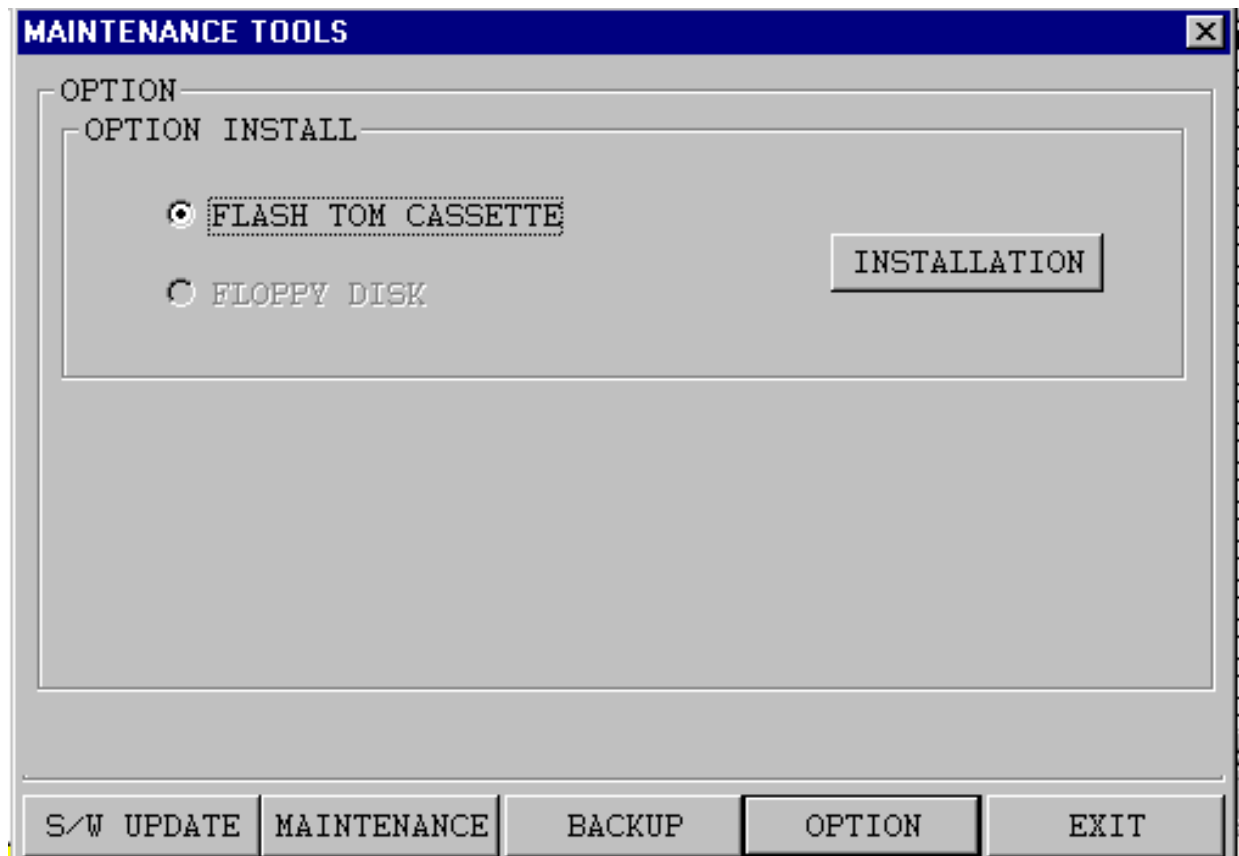 MAINTENANCE TOOLS
OPTION
OPTION INSTALL
FLASH TOM CASSETTE
INSTALLATION
FLOPPY DISK
S/W UPDATE MAINTENANCE BACKUP OPTION EXIT